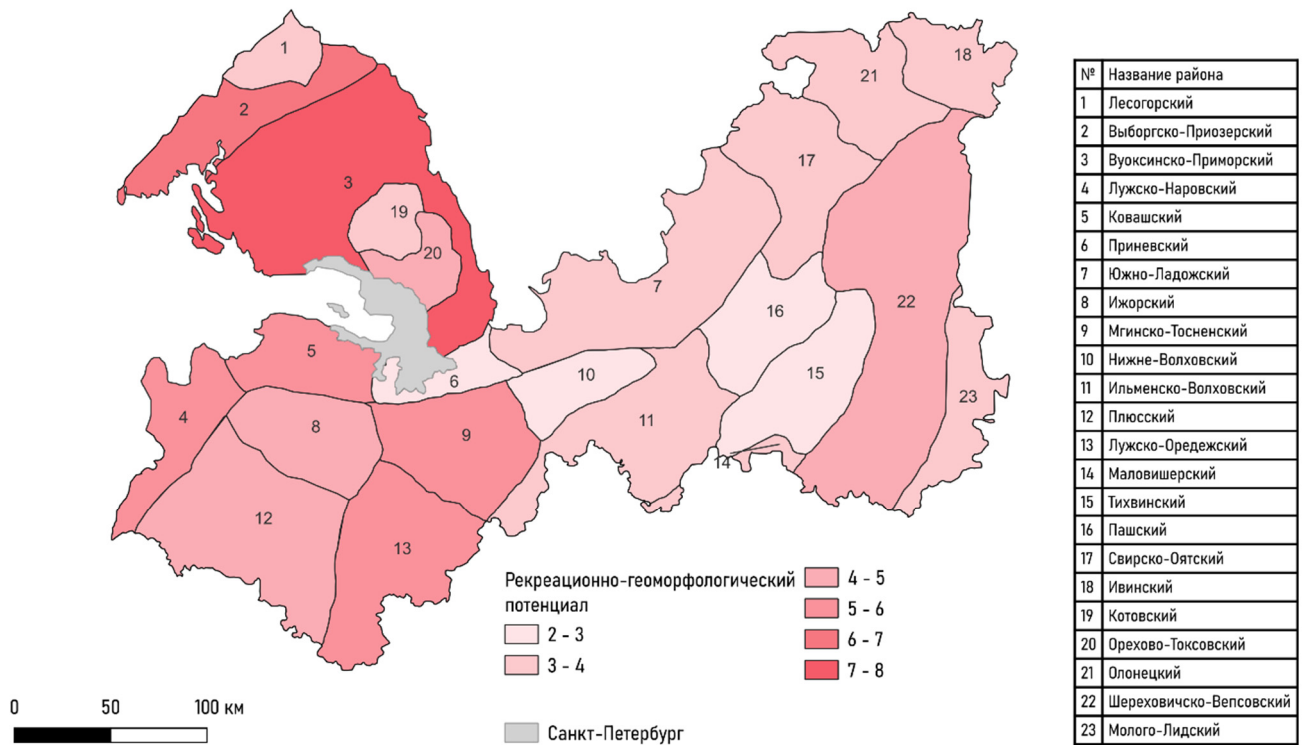 1
18
21
2
17
3
19
20
7
22
16
5
10
15
6
4
23
8
9
11
14
12
13
Рекреационно-геоморфологический
потенциал
2 - 3
3 - 4
4 - 5
5 - 6
6 - 7
7 - 8
Санкт-Петербург
0 50 100 км
№ Название района
1 Лесогорский
2 Выборгско-Приозерский
3 Вуоксинско-Приморский
4 Лужско-Наровский
5 Ковашский
6 Приневский
7 Южно-Ладожский
8 Ижорский
9 Мгинско-Тосненский
10 Нижне-Волховский
11 Ильменско-Волховский
12 Плюсский
13 Лужско-Оредежский
14 Маловишерский
15 Тихвинский
16 Пашский
17 Свирско-Оятский
18 Ивинский
19 Котовский
20 Орехово-Токсовский
21 Олонецкий
22 Шереховичско-Вепсовский
23 Молого-Лидский